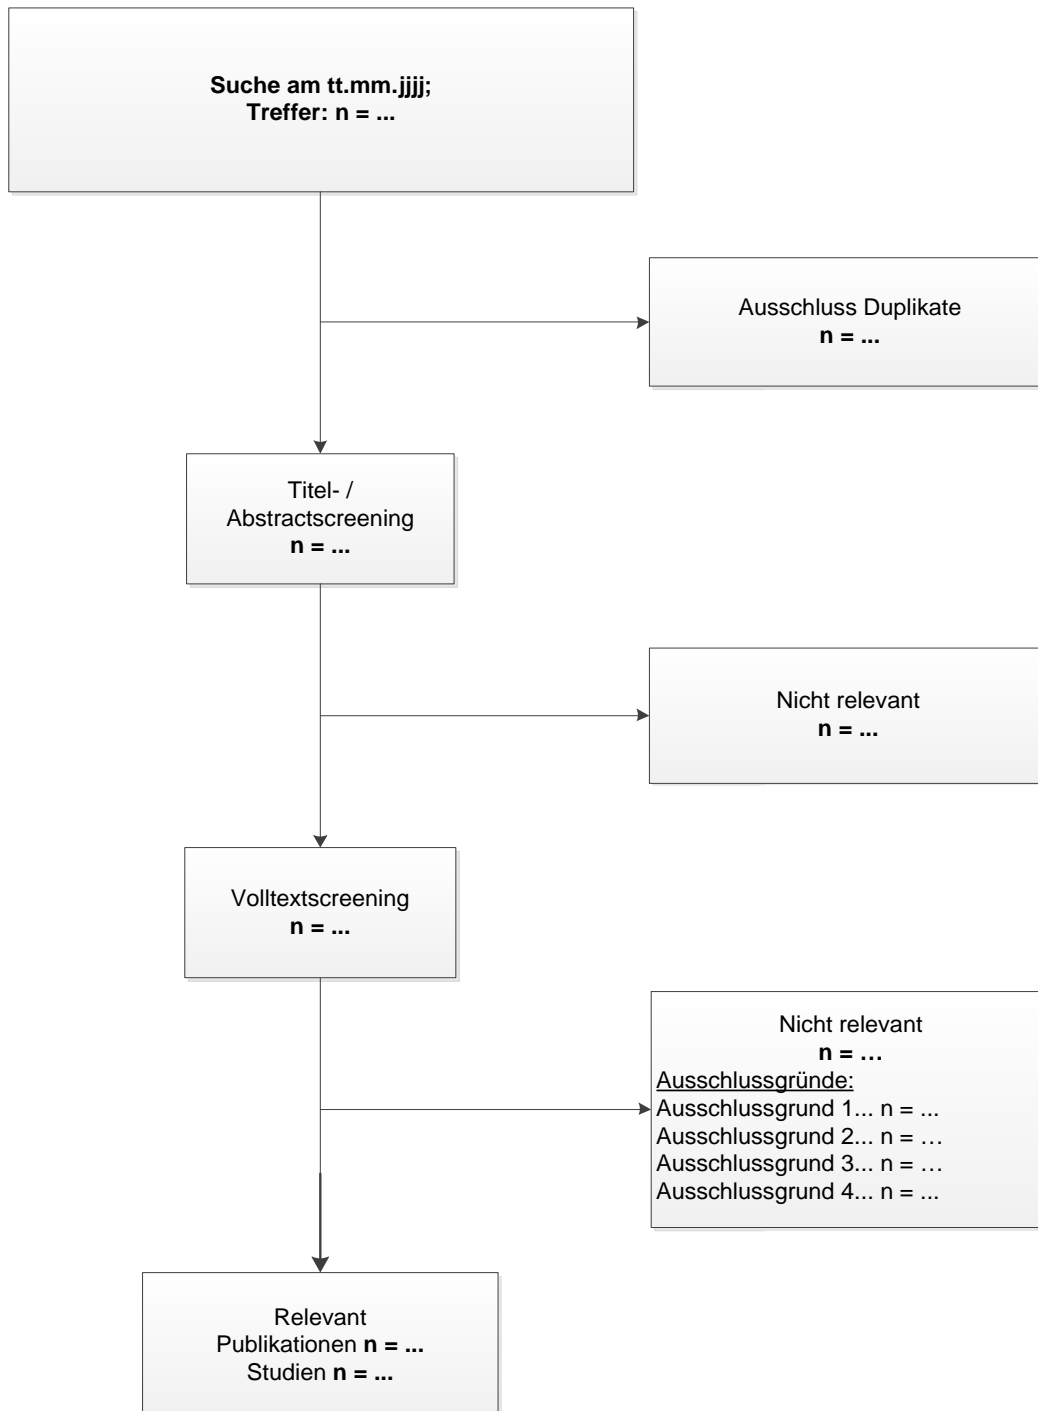 Suche am tt.mm.jjjj;
Treffer: n = ...
Ausschluss Duplikate
n = ...
Titel- /
Abstractscreening
n = ...
Nicht relevant
n = ...
Volltextscreening
n = ...
Nicht relevant
n = …
Ausschlussgründe:
Ausschlussgrund 1... n = ...
Ausschlussgrund 2... n = …
Ausschlussgrund 3... n = …
Ausschlussgrund 4... n = ...
Relevant
Publikationen n = ...
Studien n = ...